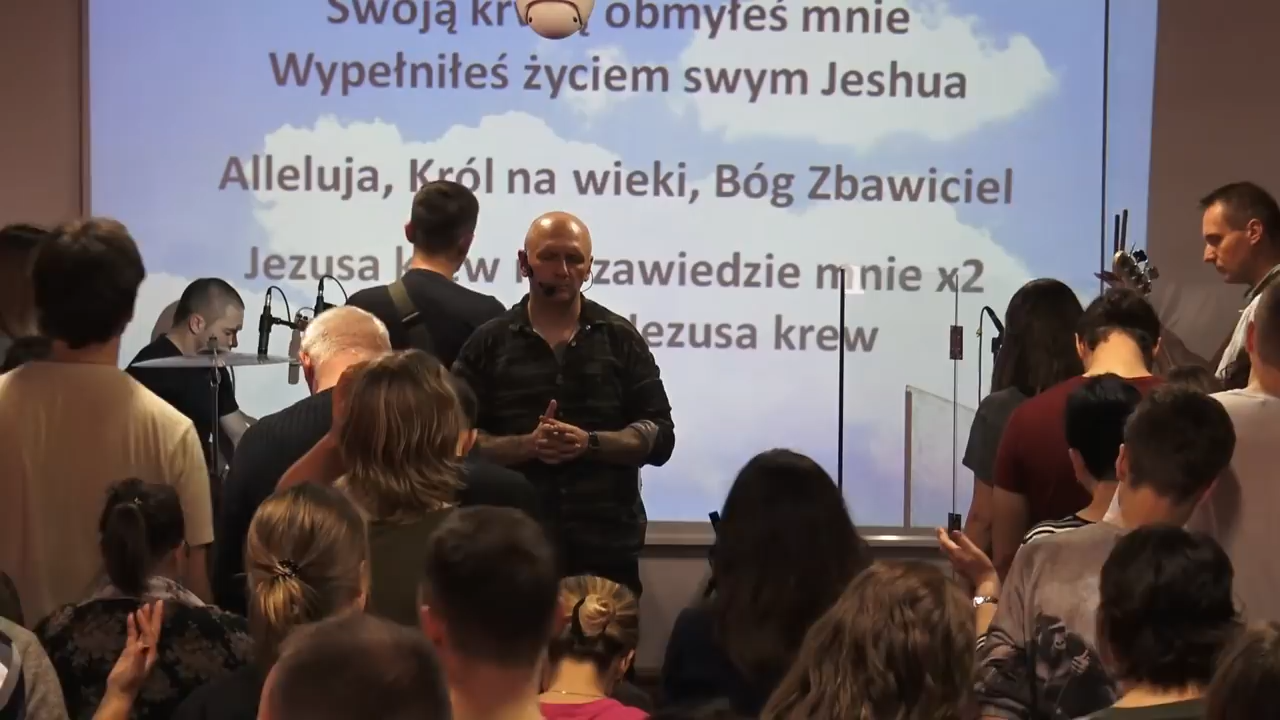 Swoją obmyłeś mnie
Wypełniłeś życiem swym Jeshua
Alleluja, Król na wieki, Bóg Zbawiciel
Jezusa zawiedzie mnie x2
Jezusa krew